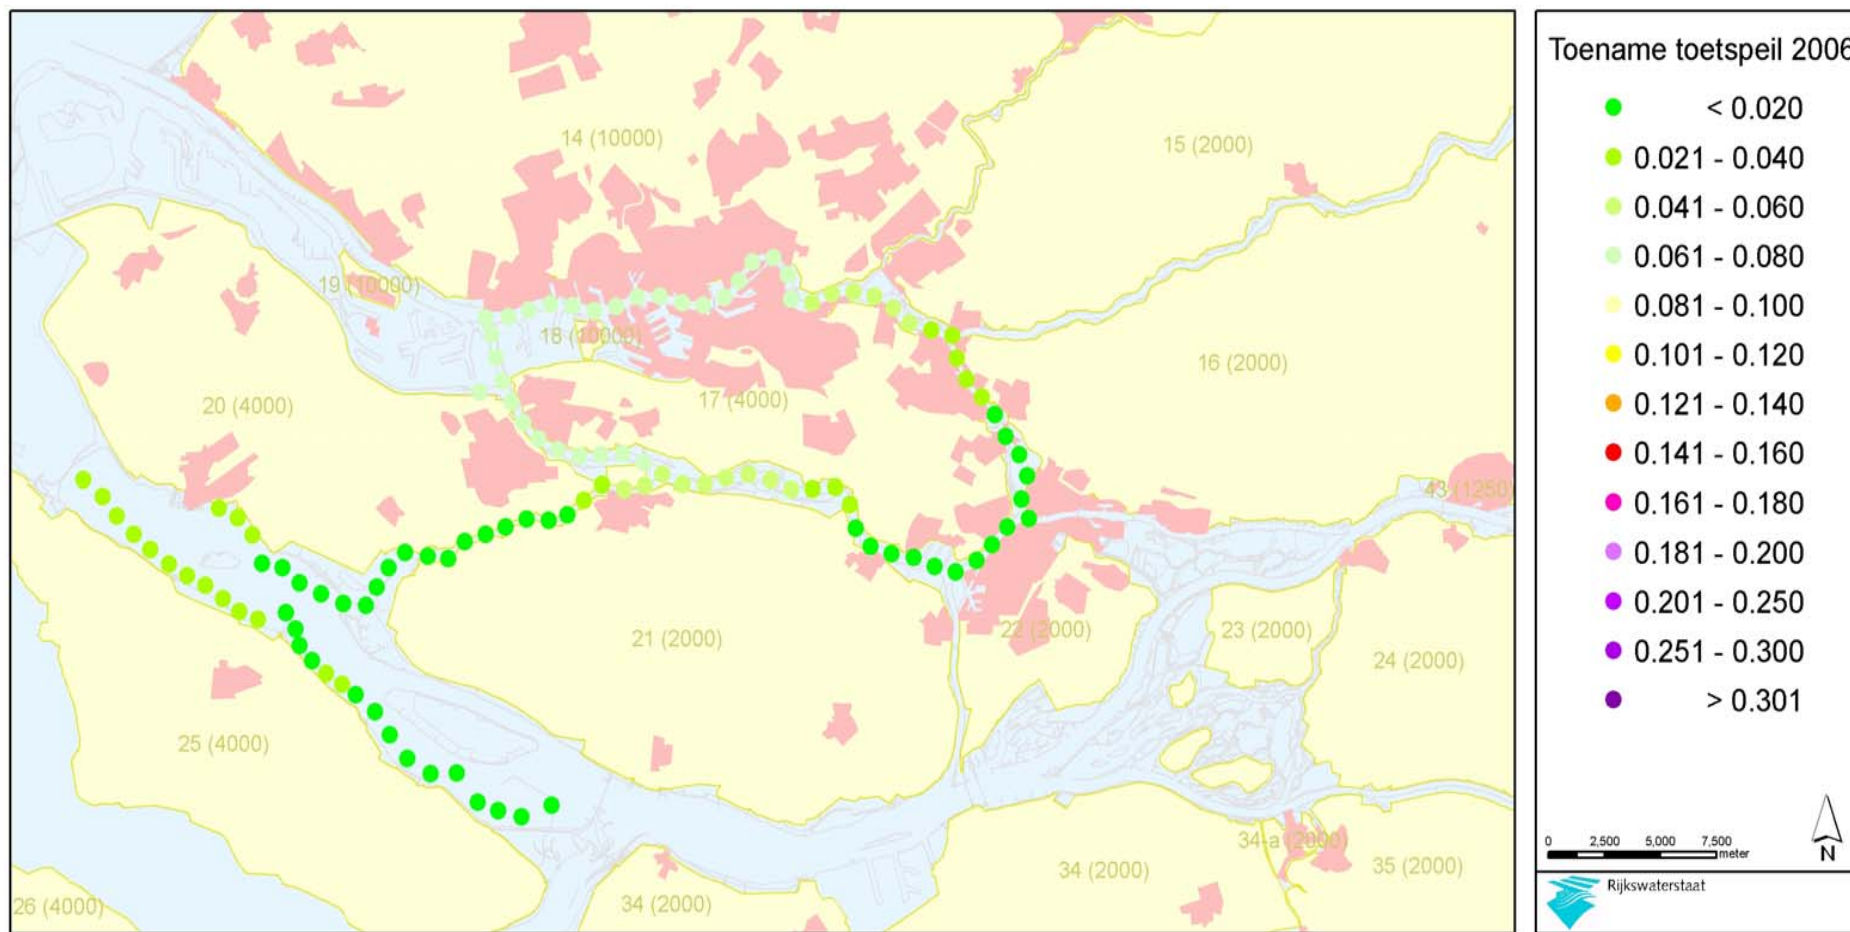 14 (10000)
15 (2000)
19 (10000)
18 (10000)
16 (2000)
20 (4000)
17 (4000)
43 (1250)
21 (2000)
22 (2000)
23 (2000)
24 (2000)
25 (4000)
34-a (2000)
34 (2000)
35 (2000)
26 (4000)
34 (2000)
Toename toetspeil 2006
< 0.020
0.021 - 0.040
0.041 - 0.060
0.061 - 0.080
0.081 - 0.100
0.101 - 0.120
0.121 - 0.140
0.141 - 0.160
0.161 - 0.180
0.181 - 0.200
0.201 - 0.250
0.251 - 0.300
> 0.301
0 2,500 5,000 7,500
meter
N
Rijkswaterstaat